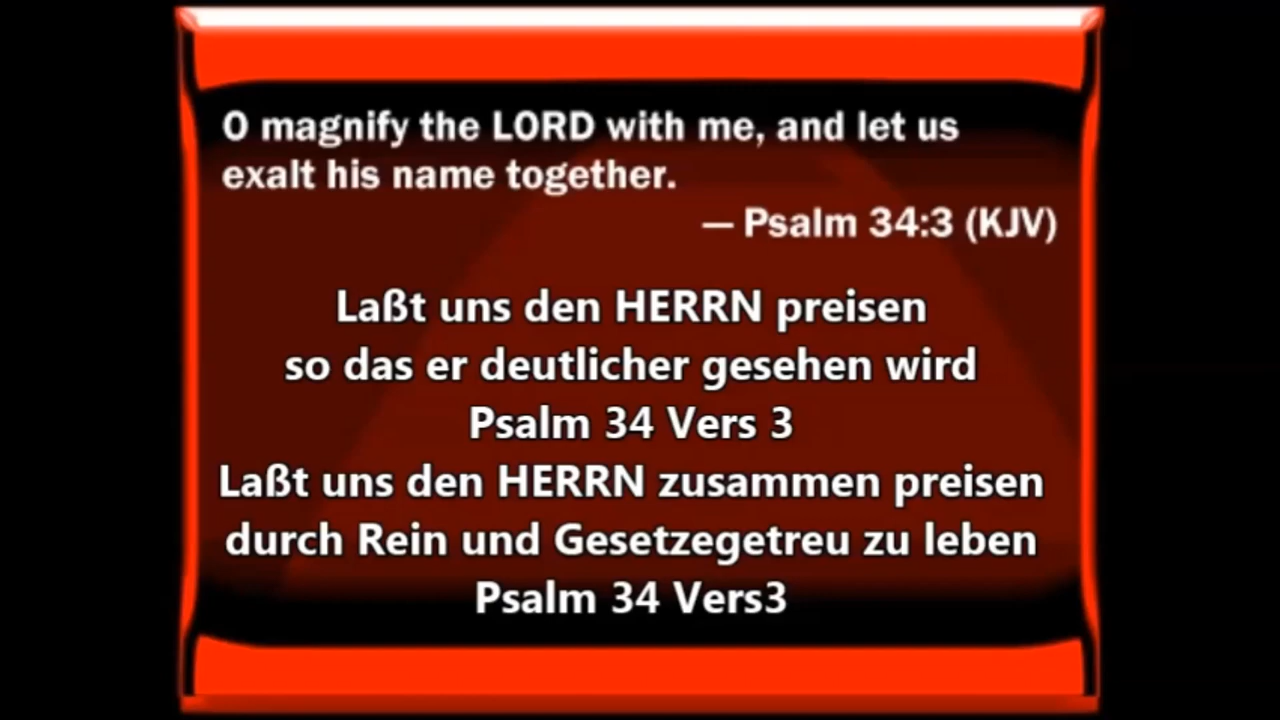 O magnify the LORD with me, and let us
exalt his name together.
— Psalm 34:3 (KJV)
Laßt uns den HERRN preisen
so das er deutlicher gesehen wird
Psalm 34 Vers 3
Laßt uns den HERRN zusammen preisen
durch Rein und Gesetzegetreu zu leben
Psalm 34 Vers3